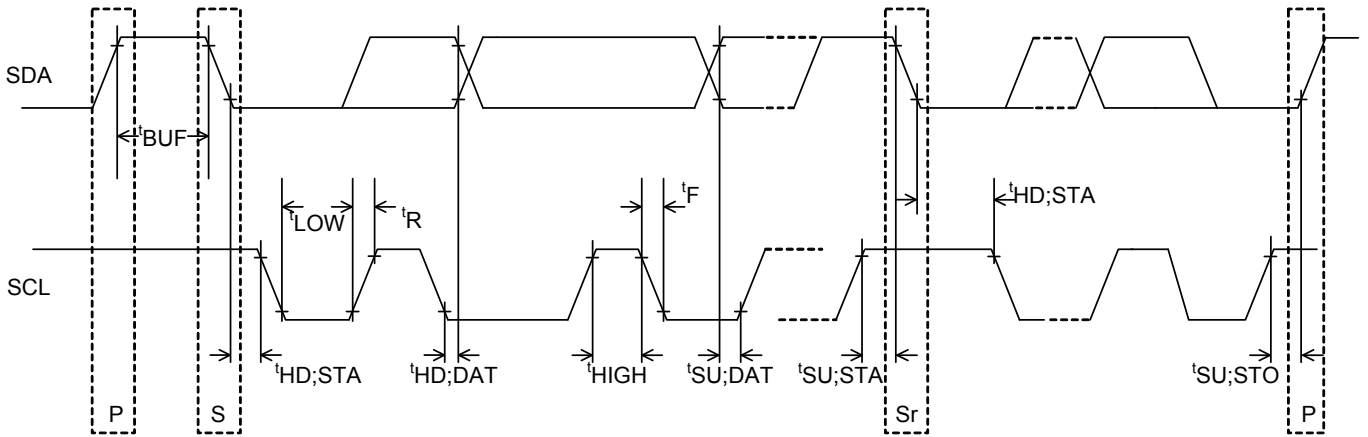 SDA
tBUF
tLOW
tR
tF
tHD;STA
SCL
tHD;STA
tHD;DAT
tHIGH
tSU;DAT
tSU;STA
tSU;STO
P
S
Sr
P